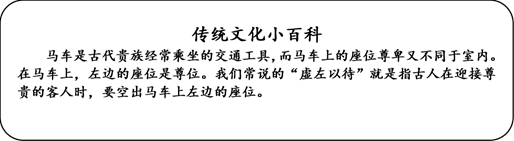 传统文化小百科
马车是古代贵族经常乘坐的交通工具,而马车上的座位尊卑又不同于室内。
在马车上，左边的座位是尊位。我们常说的“虚左以待”就是指古人在迎接尊
贵的客人时，要空出马车上左边的座位。